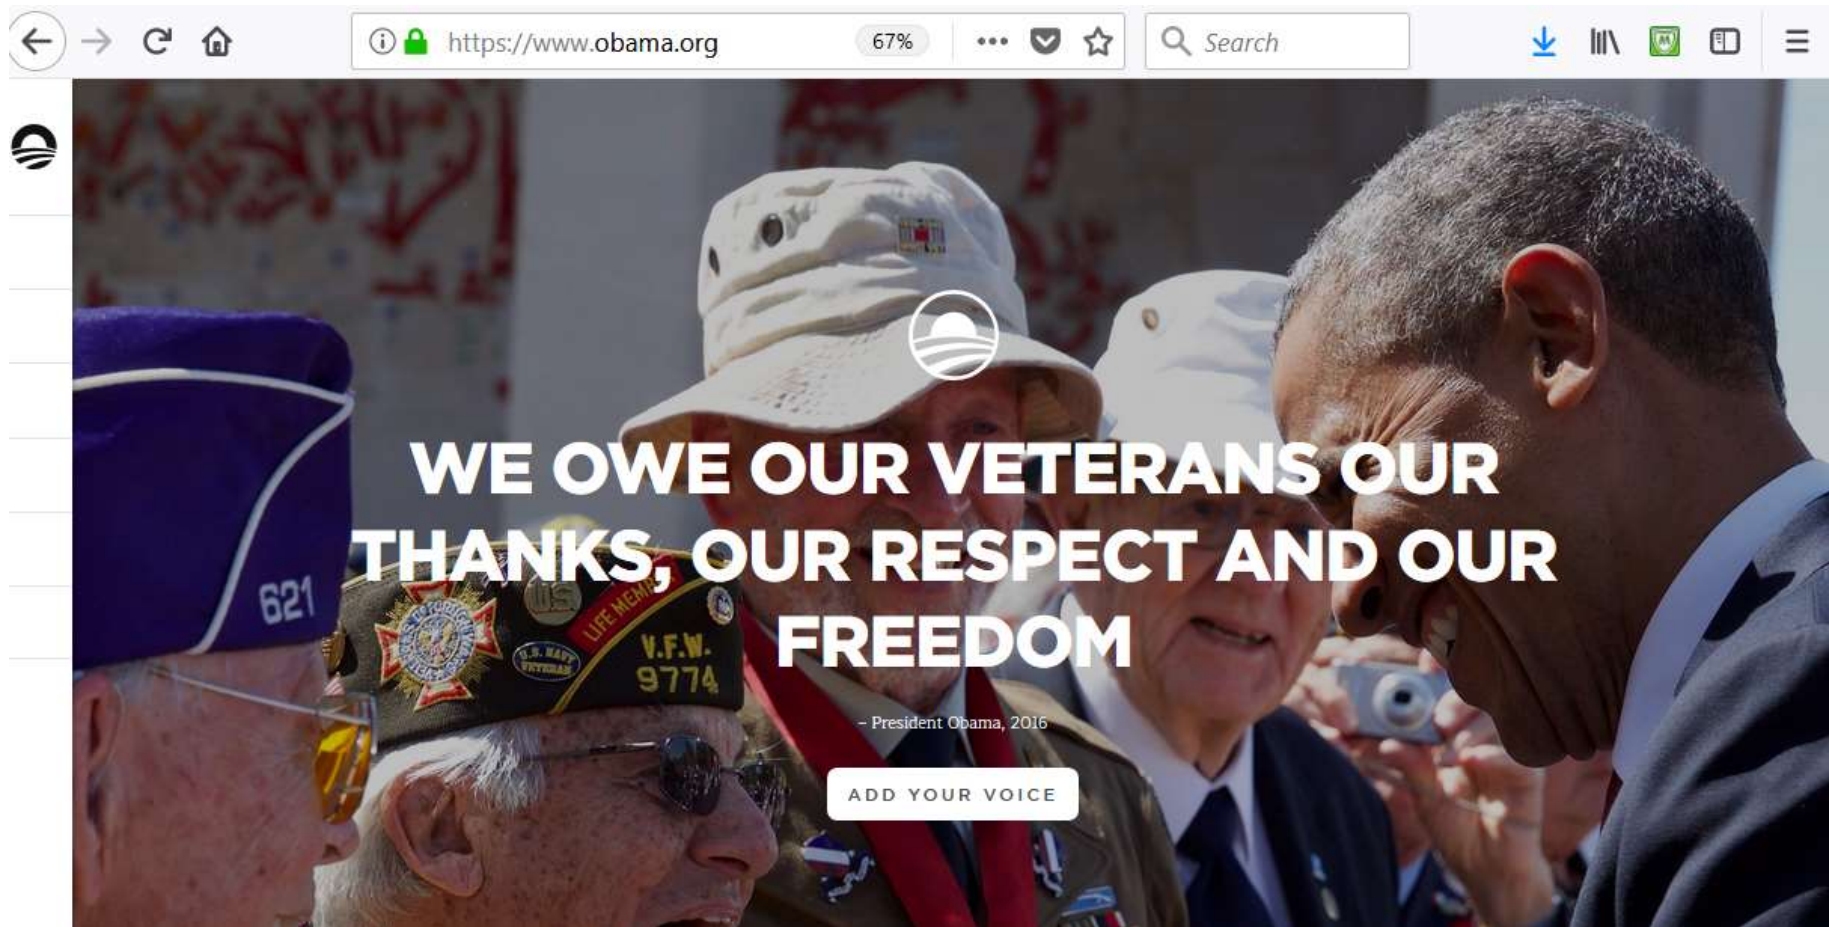 https://www.obama.org
67%
Search
WE OWE OUR VETERANS OUR
THANKS, OUR RESPECT AND OUR
FREEDOM
– President Obama, 2016
ADD YOUR VOICE
621
US
LIFE MEMBER
U.S. NAVY
VETERAN
V.F.W.
9774